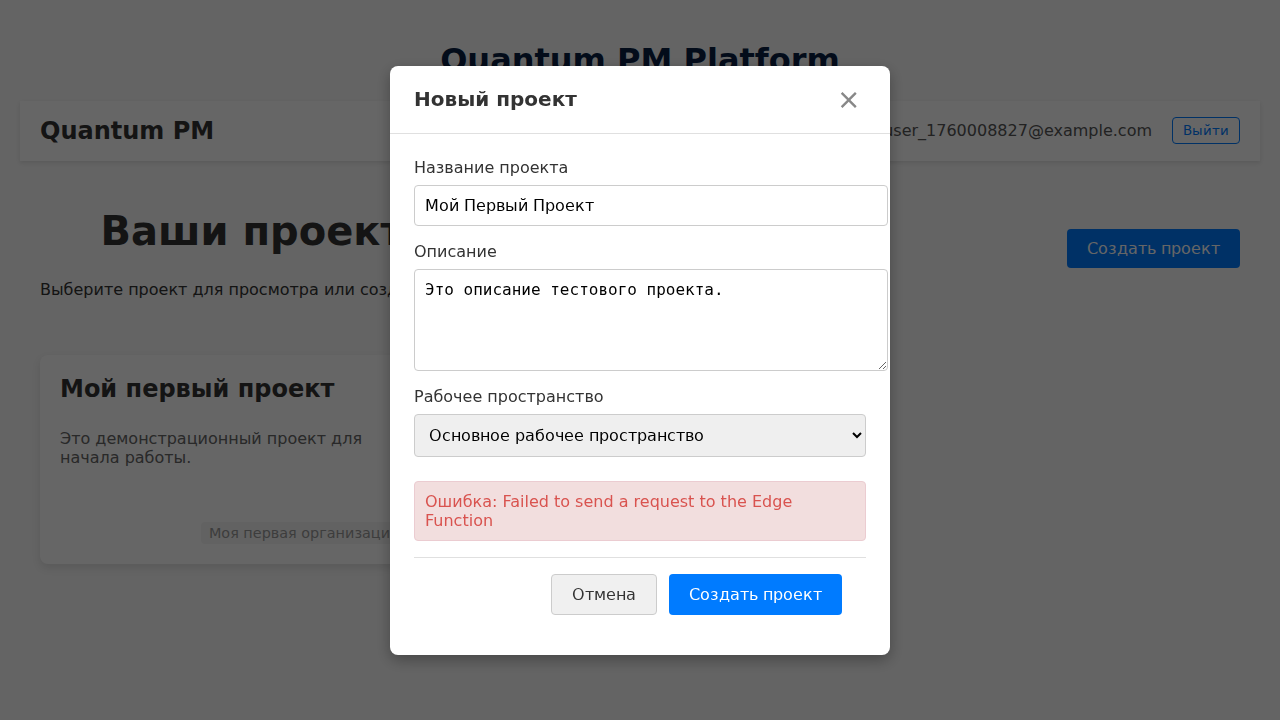 Quantum PM Platform
Новый проект
Quantum PM
user_1760008827@example.com
Выйти
Название проекта
Мой Первый Проект
Ваши проект
Создать проект
Описание
Это описание тестового проекта.
Выберите проект для просмотра или соз
Мой первый проект
Рабочее пространство
Основное рабочее пространство
Это демонстрационный проект для
начала работы.
Ошибка: Failed to send a request to the Edge
Function
Моя первая организаци
Отмена
Создать проект